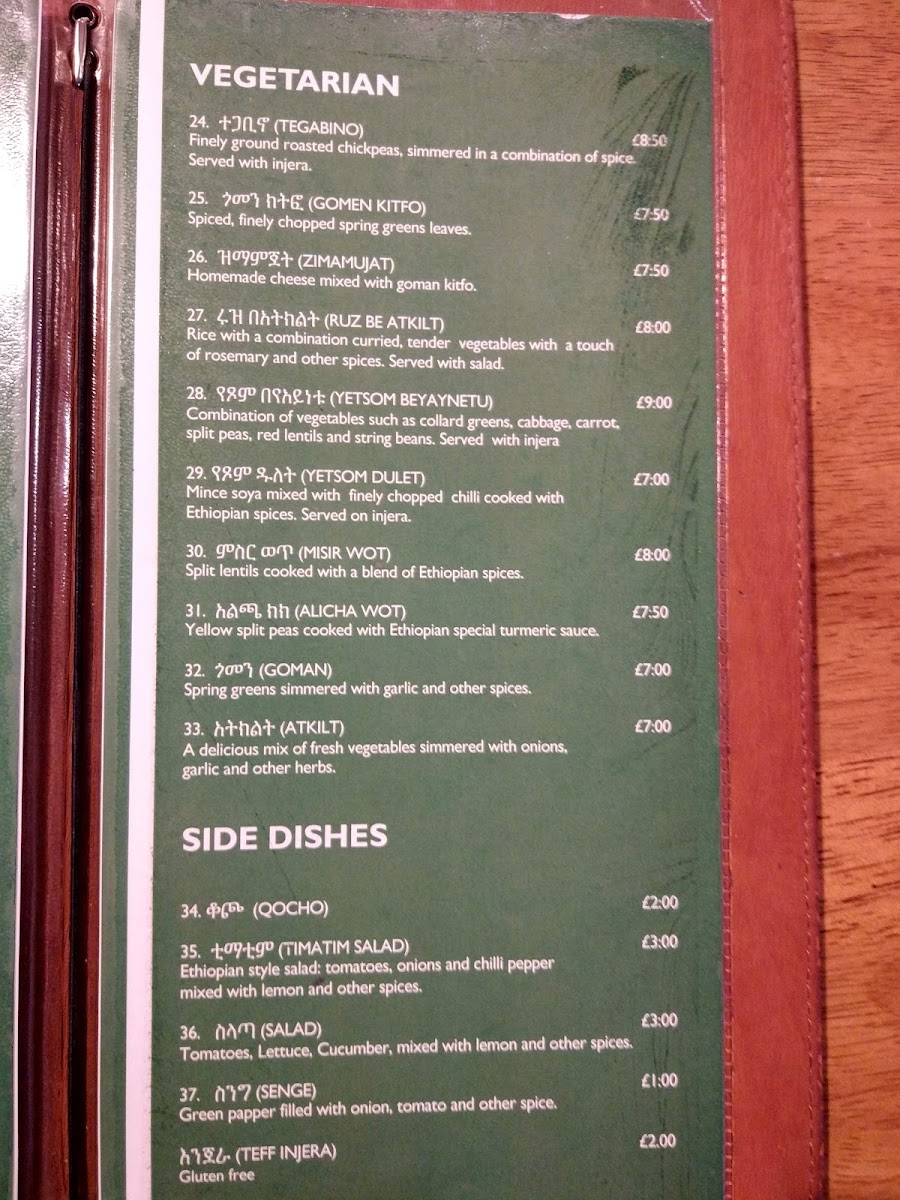 VEGETARIAN
24. ተጋቢኖ (TEGABINO) £8:50
Finely ground roasted chickpeas, simmered in a combination of spice.
Served with injera.
25. ጎመን ክትፎ (GOMEN KITFO) £7:50
Spiced, finely chopped spring greens leaves.
26. ዝማምጇት (ZIMAMUJAT) £7:50
Homemade cheese mixed with goman kitfo.
27. ሩዝ በአትክልት (RUZ BE ATKILT) £8:00
Rice with a combination curried, tender vegetables with a touch
of rosemary and other spices. Served with salad.
28. የጾም በየአይነቱ (YETSOM BEYAYNETU) £9:00
Combination of vegetables such as collard greens, cabbage, carrot,
split peas, red lentils and string beans. Served with injera
29. የጾም ዱለት (YETSOM DULET) £7:00
Mince soya mixed with finely chopped chilli cooked with
Ethiopian spices. Served on injera.
30. ምስር ወጥ (MISIR WOT) £8:00
Split lentils cooked with a blend of Ethiopian spices.
31. አልጫ ክክ (ALICHA WOT) £7:50
Yellow split peas cooked with Ethiopian special turmeric sauce.
32. ጎመን (GOMAN) £7:00
Spring greens simmered with garlic and other spices.
33. አትክልት (ATKILT) £7:00
A delicious mix of fresh vegetables simmered with onions,
garlic and other herbs.
SIDE DISHES
34. ቆጮ (QOCHO) £2:00
35. ቲማቲም (TIMATIM SALAD) £3:00
Ethiopian style salad: tomatoes, onions and chilli pepper
mixed with lemon and other spices.
36. ስላጣ (SALAD) £3:00
Tomatoes, Lettuce, Cucumber, mixed with lemon and other spices.
37. ስንግ (SENGE) £1:00
Green papper filled with onion, tomato and other spice.
እንጀራ (TEFF INJERA) £2.00
Gluten free